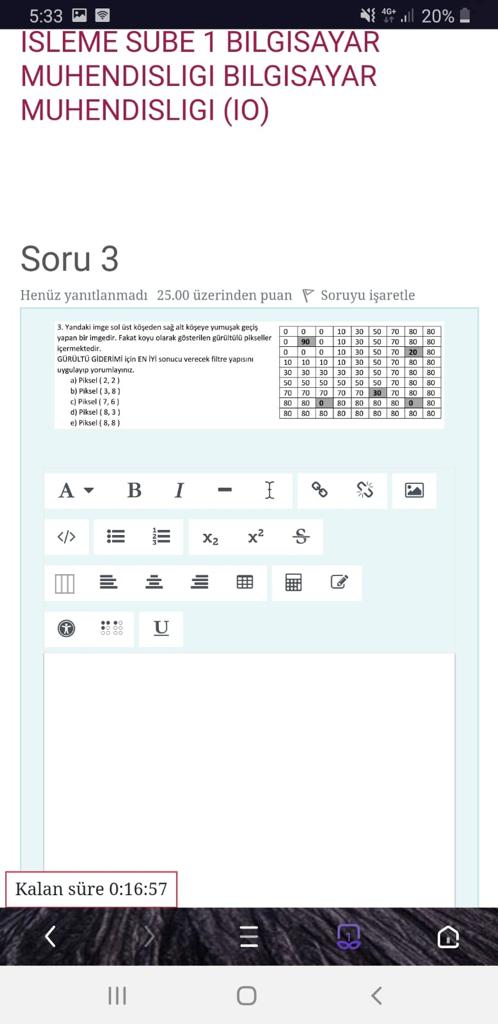 5:33 4G+ 20%
ISLEME SUBE 1 BILGISAYAR
MUHENDISLIGI BILGISAYAR
MUHENDISLIGI (IO)
Soru 3
Henüz yanıtlanmadı 25.00 üzerinden puan Soruyu işaretle
3. Yandaki imge sol üst köşeden sağ alt köşeye yumuşak geçiş
yapan bir imgedir. Fakat koyu olarak gösterilen gürültülü pikseller
içermektedir.
GÜRÜLTÜ GİDERİMİ için EN İYİ sonucu verecek filtre yapısını
uygulayıp yorumlayınız.
a) Piksel ( 2, 2 )
b) Piksel ( 3, 8 )
c) Piksel ( 7, 6 )
d) Piksel ( 8, 3 )
e) Piksel ( 8, 8 )
0 0 0 10 30 50 70 80 80
0 90 0 10 30 50 70 80 80
0 0 0 10 30 50 70 20 80
10 10 10 10 30 50 70 80 80
30 30 30 30 30 50 70 80 80
50 50 50 50 50 50 70 80 80
70 70 70 70 70 30 70 80 80
80 80 0 80 80 80 80 0 80
80 80 80 80 80 80 80 80 80
A B I
</> 1 2 3 x₂ x² S
U
Kalan süre 0:16:57
1